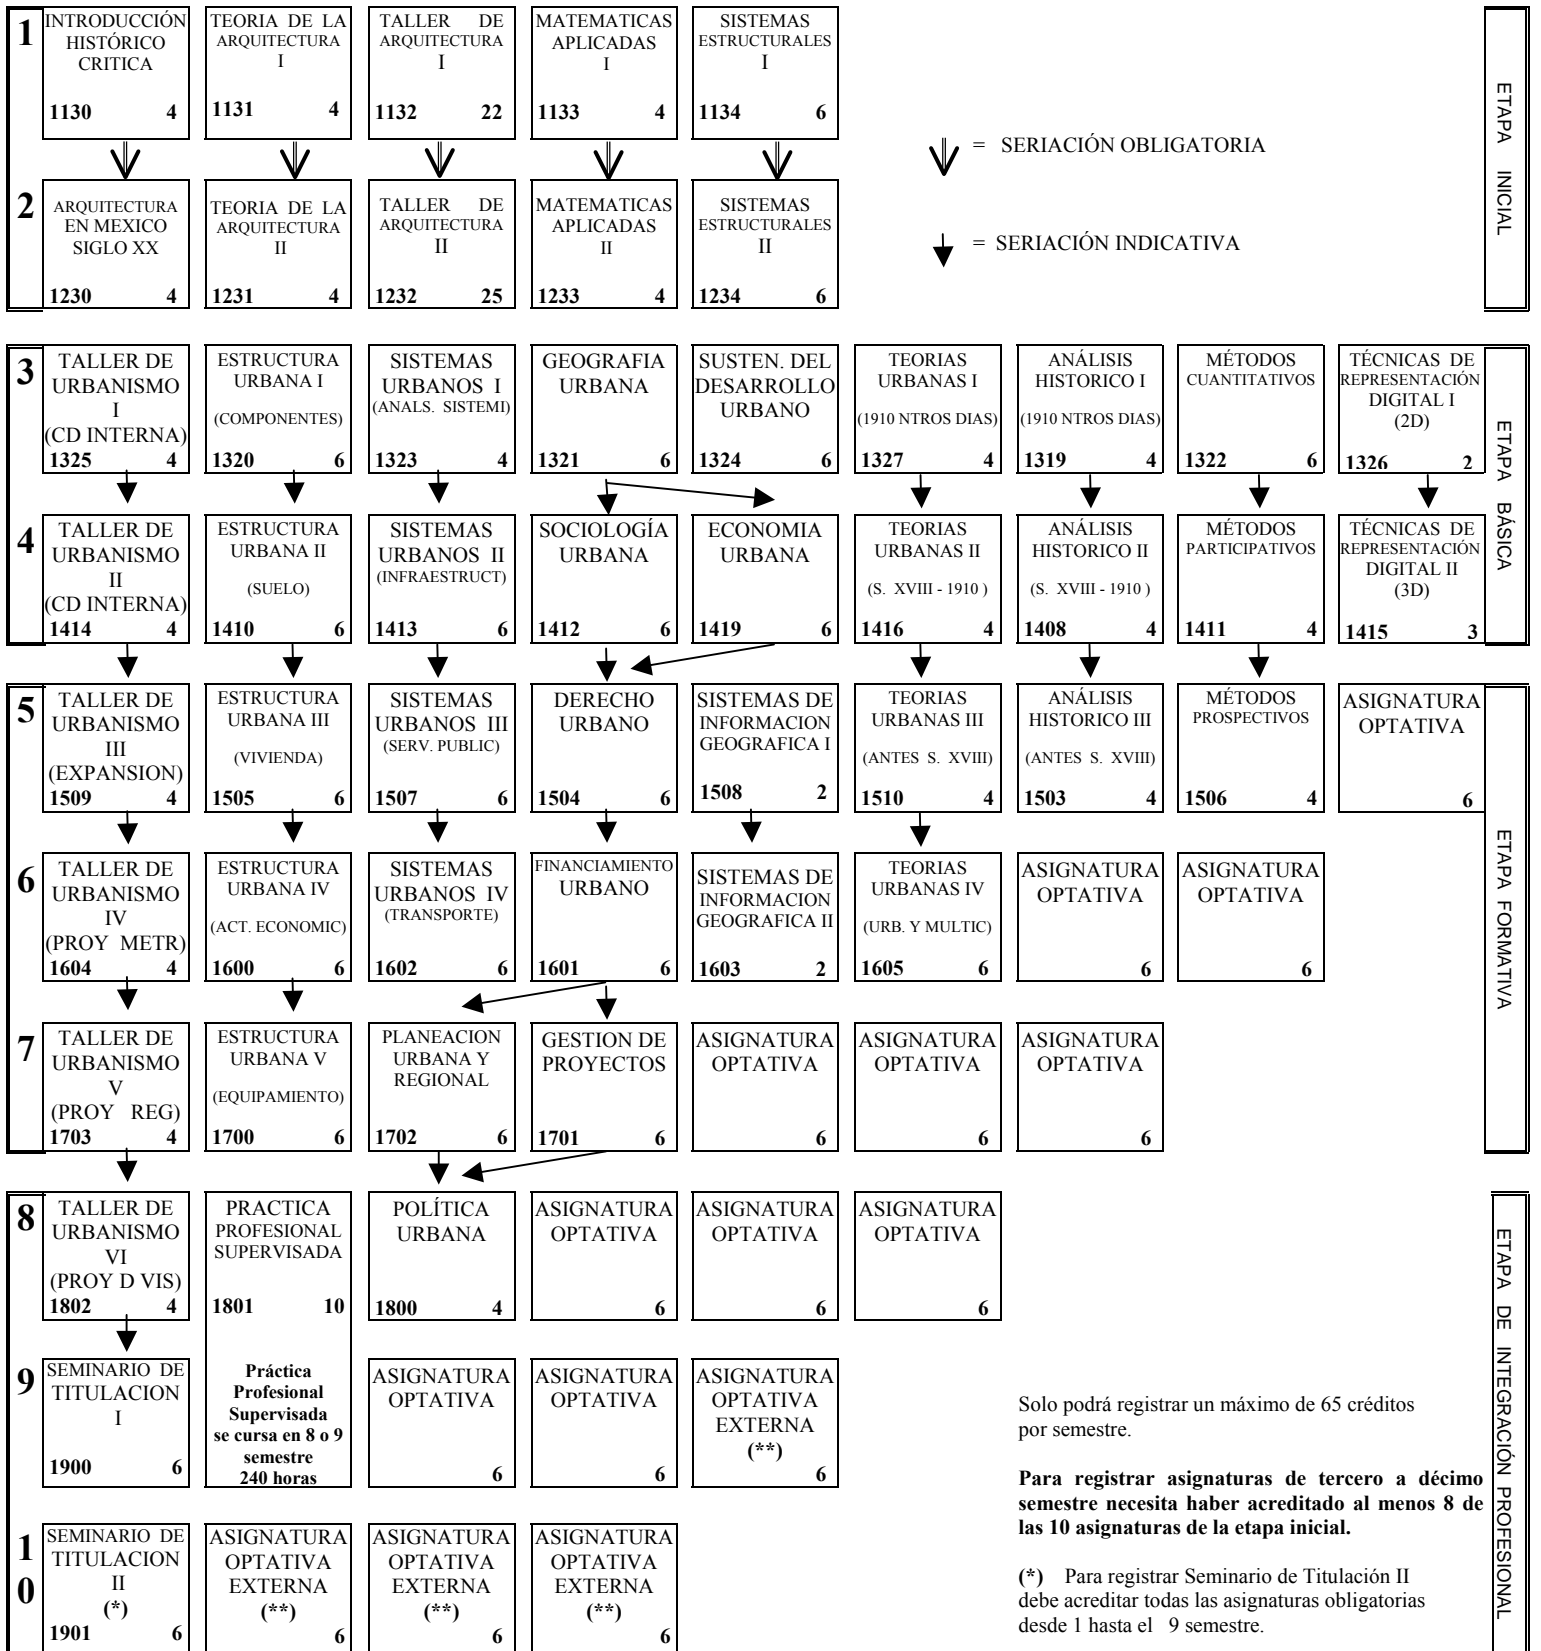 1
INTRODUCCIÓN
HISTÓRICO
CRITICA
1130 4
TEORIA DE LA
ARQUITECTURA
I
1131 4
TALLER DE
ARQUITECTURA
I
1132 22
MATEMATICAS
APLICADAS
I
1133 4
SISTEMAS
ESTRUCTURALES
I
1134 6
= SERIACIÓN OBLIGATORIA
= SERIACIÓN INDICATIVA
ETAPA INICIAL
2
ARQUITECTURA
EN MEXICO
SIGLO XX
1230 4
TEORIA DE LA
ARQUITECTURA
II
1231 4
TALLER DE
ARQUITECTURA
II
1232 25
MATEMATICAS
APLICADAS
II
1233 4
SISTEMAS
ESTRUCTURALES
II
1234 6
3
TALLER DE
URBANISMO
I
(CD INTERNA)
1325 4
ESTRUCTURA
URBANA I
(COMPONENTES)
1320 6
SISTEMAS
URBANOS I
(ANALS. SISTEMI)
1323 4
GEOGRAFIA
URBANA
1321 6
SUSTEN. DEL
DESARROLLO
URBANO
1324 6
TEORIAS
URBANAS I
(1910 NTROS DIAS)
1327 4
ANÁLISIS
HISTORICO I
(1910 NTROS DIAS)
1319 4
MÉTODOS
CUANTITATIVOS
1322 6
TÉCNICAS DE
REPRESENTACIÓN
DIGITAL I
(2D)
1326 2
ETAPA BÁSICA
4
TALLER DE
URBANISMO
II
(CD INTERNA)
1414 4
ESTRUCTURA
URBANA II
(SUELO)
1410 6
SISTEMAS
URBANOS II
(INFRAESTRUCT)
1413 6
SOCIOLOGÍA
URBANA
1412 6
ECONOMIA
URBANA
1419 6
TEORIAS
URBANAS II
(S. XVIII - 1910 )
1416 4
ANÁLISIS
HISTORICO II
(S. XVIII - 1910 )
1408 4
MÉTODOS
PARTICIPATIVOS
1411 4
TÉCNICAS DE
REPRESENTACIÓN
DIGITAL II
(3D)
1415 3
5
TALLER DE
URBANISMO
III
(EXPANSION)
1509 4
ESTRUCTURA
URBANA III
(VIVIENDA)
1505 6
SISTEMAS
URBANOS III
(SERV. PUBLIC)
1507 6
DERECHO
URBANO
1504 6
SISTEMAS DE
INFORMACION
GEOGRAFICA I
1508 2
TEORIAS
URBANAS III
(ANTES S. XVIII)
1510 4
ANÁLISIS
HISTORICO III
(ANTES S. XVIII)
1503 4
MÉTODOS
PROSPECTIVOS
1506 4
ASIGNATURA
OPTATIVA
6
ETAPA FORMATIVA
6
TALLER DE
URBANISMO
IV
(PROY METR)
1604 4
ESTRUCTURA
URBANA IV
(ACT. ECONOMIC)
1600 6
SISTEMAS
URBANOS IV
(TRANSPORTE)
1602 6
FINANCIAMIENTO
URBANO
1601 6
SISTEMAS DE
INFORMACION
GEOGRAFICA II
1603 2
TEORIAS
URBANAS IV
(URB. Y MULTIC)
1605 6
ASIGNATURA
OPTATIVA
6
ASIGNATURA
OPTATIVA
6
7
TALLER DE
URBANISMO
V
(PROY REG)
1703 4
ESTRUCTURA
URBANA V
(EQUIPAMIENTO)
1700 6
PLANEACION
URBANA Y
REGIONAL
1702 6
GESTION DE
PROYECTOS
1701 6
ASIGNATURA
OPTATIVA
6
ASIGNATURA
OPTATIVA
6
ASIGNATURA
OPTATIVA
6
8
TALLER DE
URBANISMO
VI
(PROY D VIS)
1802 4
PRACTICA
PROFESIONAL
SUPERVISADA
1801 10
Práctica
Profesional
Supervisada
se cursa en 8 o 9
semestre
240 horas
POLÍTICA
URBANA
1800 4
ASIGNATURA
OPTATIVA
6
ASIGNATURA
OPTATIVA
6
ASIGNATURA
OPTATIVA
6
ETAPA DE INTEGRACIÓN PROFESIONAL
9
SEMINARIO DE
TITULACION
I
1900 6
ASIGNATURA
OPTATIVA
6
ASIGNATURA
OPTATIVA
6
ASIGNATURA
OPTATIVA
EXTERNA
(**)
6
10
SEMINARIO DE
TITULACION
II
(*)
1901 6
ASIGNATURA
OPTATIVA
EXTERNA
(**)
6
ASIGNATURA
OPTATIVA
EXTERNA
(**)
6
ASIGNATURA
OPTATIVA
EXTERNA
(**)
6
Solo podrá registrar un máximo de 65 créditos
por semestre.
Para registrar asignaturas de tercero a décimo
semestre necesita haber acreditado al menos 8 de
las 10 asignaturas de la etapa inicial.
(*) Para registrar Seminario de Titulación II
debe acreditar todas las asignaturas obligatorias
desde 1 hasta el 9 semestre.